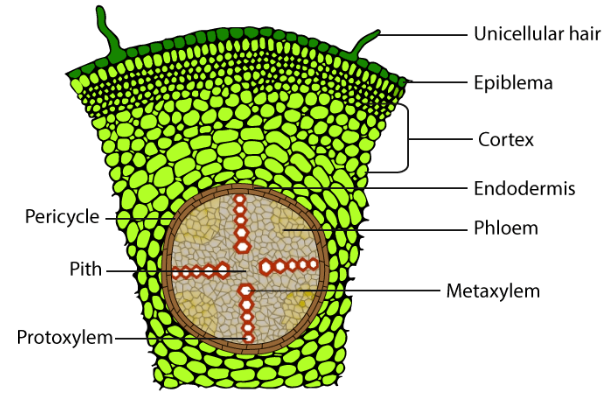 Unicellular hair
Epiblema
Cortex
Endodermis
Pericycle
Phloem
Pith
Metaxylem
Protoxylem